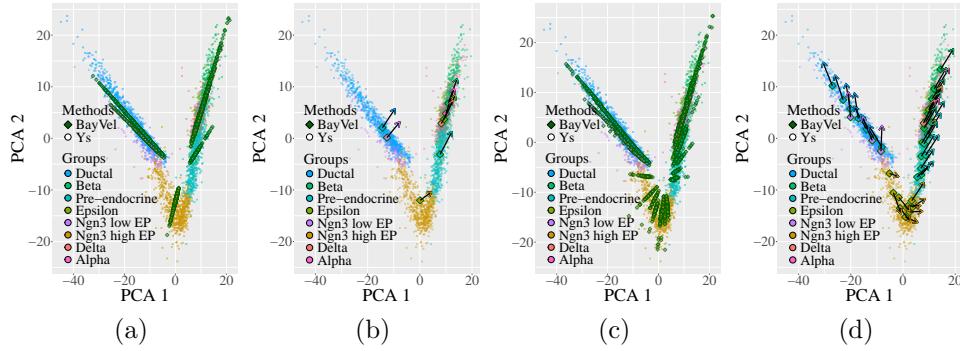 20
10
0
−10
−20
PCA 2
Methods
BayVel
Ys
Groups
Ductal
Beta
Pre−endocrine
Epsilon
Ngn3 low EP
Ngn3 high EP
Delta
Alpha
−40 −20 0 20
PCA 1
(a)
20
10
0
−10
−20
PCA 2
Methods
BayVel
Ys
Groups
Ductal
Beta
Pre−endocrine
Epsilon
Ngn3 low EP
Ngn3 high EP
Delta
Alpha
−40 −20 0 20
PCA 1
(b)
20
10
0
−10
−20
PCA 2
Methods
BayVel
Ys
Groups
Ductal
Beta
Pre−endocrine
Epsilon
Ngn3 low EP
Ngn3 high EP
Delta
Alpha
−40 −20 0 20
PCA 1
(c)
20
10
0
−10
−20
PCA 2
Methods
BayVel
Ys
Groups
Ductal
Beta
Pre−endocrine
Epsilon
Ngn3 low EP
Ngn3 high EP
Delta
Alpha
−40 −20 0 20
PCA 1
(d)